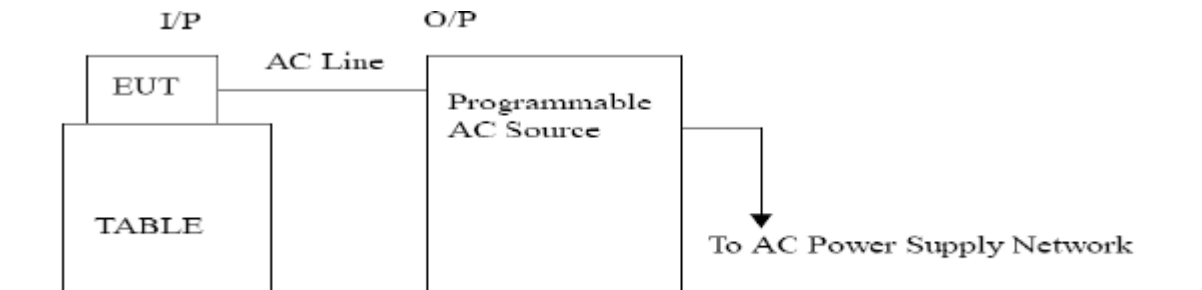 I/P
O/P
AC Line
EUT
Programmable
AC Source
TABLE
To AC Power Supply Network